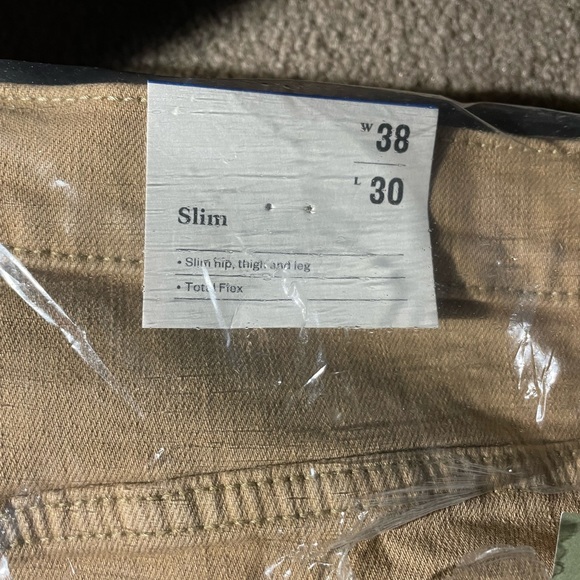 W 38
L 30
Slim
• Slim hip, thigh and leg
• Total Flex